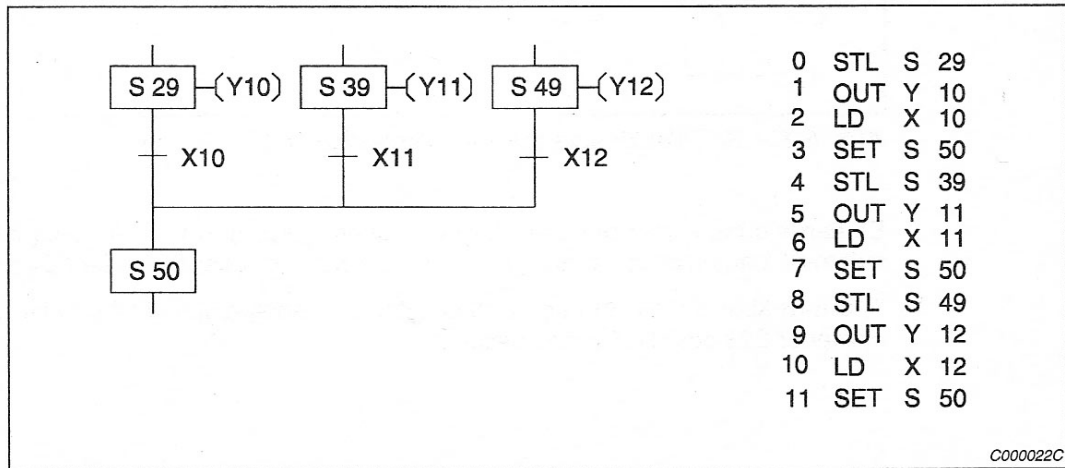 S 29 (Y10) S 39 (Y11) S 49 (Y12)
X10 X11 X12
S 50
0 STL S 29
1 OUT Y 10
2 LD X 10
3 SET S 50
4 STL S 39
5 OUT Y 11
6 LD X 11
7 SET S 50
8 STL S 49
9 OUT Y 12
10 LD X 12
11 SET S 50
C000022C